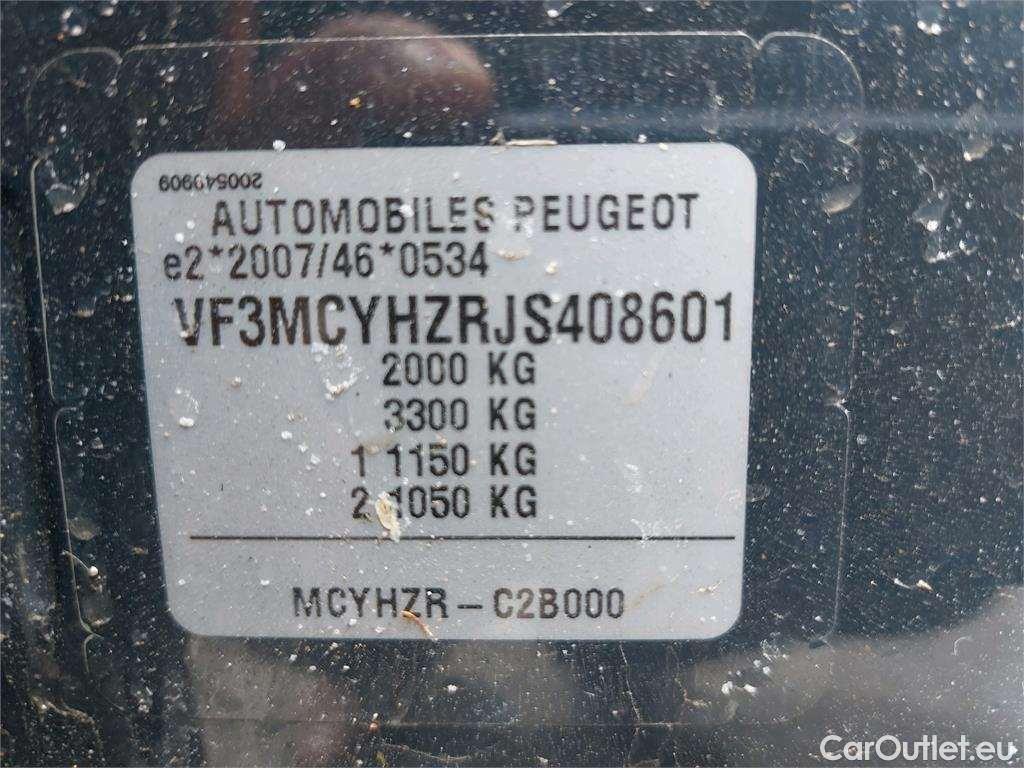 200549909
AUTOMOBILES PEUGEOT
e2*2007/46*0534
VF3MCYHZRJS408601
2000 KG
3300 KG
1 1150 KG
2 1050 KG
MCYHZR - C2B000
CarOutlet.eu